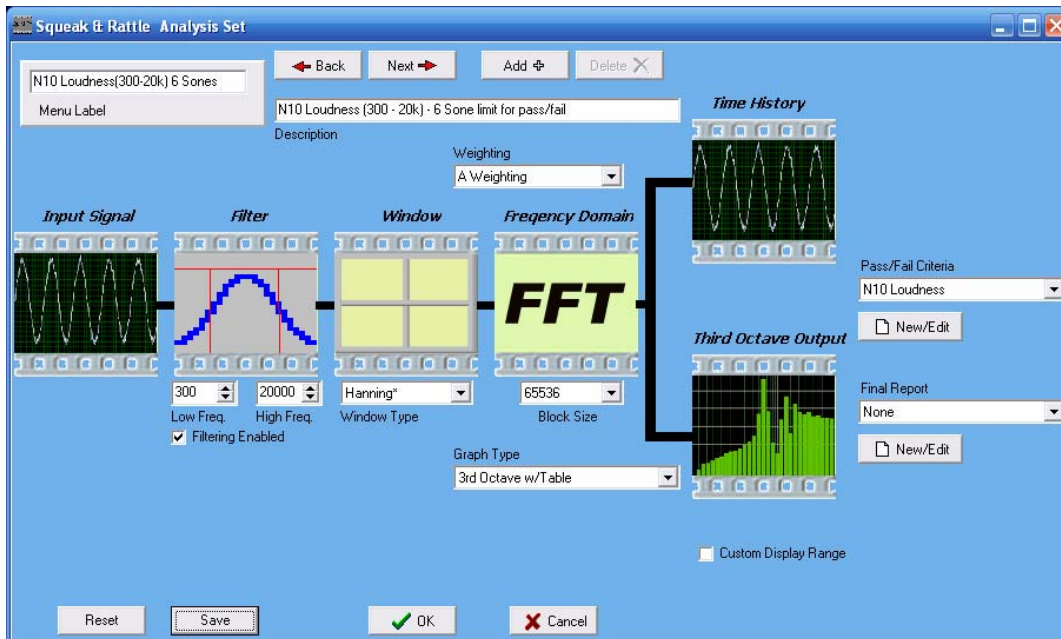 Squeak & Rattle Analysis Set
N10 Loudness(300-20k) 6 Sones
Menu Label
Back
Next
Add
Delete
N10 Loudness (300 - 20k) - 6 Sone limit for pass/fail
Description
Weighting
A Weighting
Time History
Input Signal
Filter
Window
Freqency Domain
FFT
Pass/Fail Criteria
N10 Loudness
New/Edit
Third Octave Output
300
20000
Hanning*
65536
Low Freq.
High Freq.
Window Type
Block Size
Filtering Enabled
Final Report
None
New/Edit
Graph Type
3rd Octave w/Table
Custom Display Range
Reset
Save
OK
Cancel